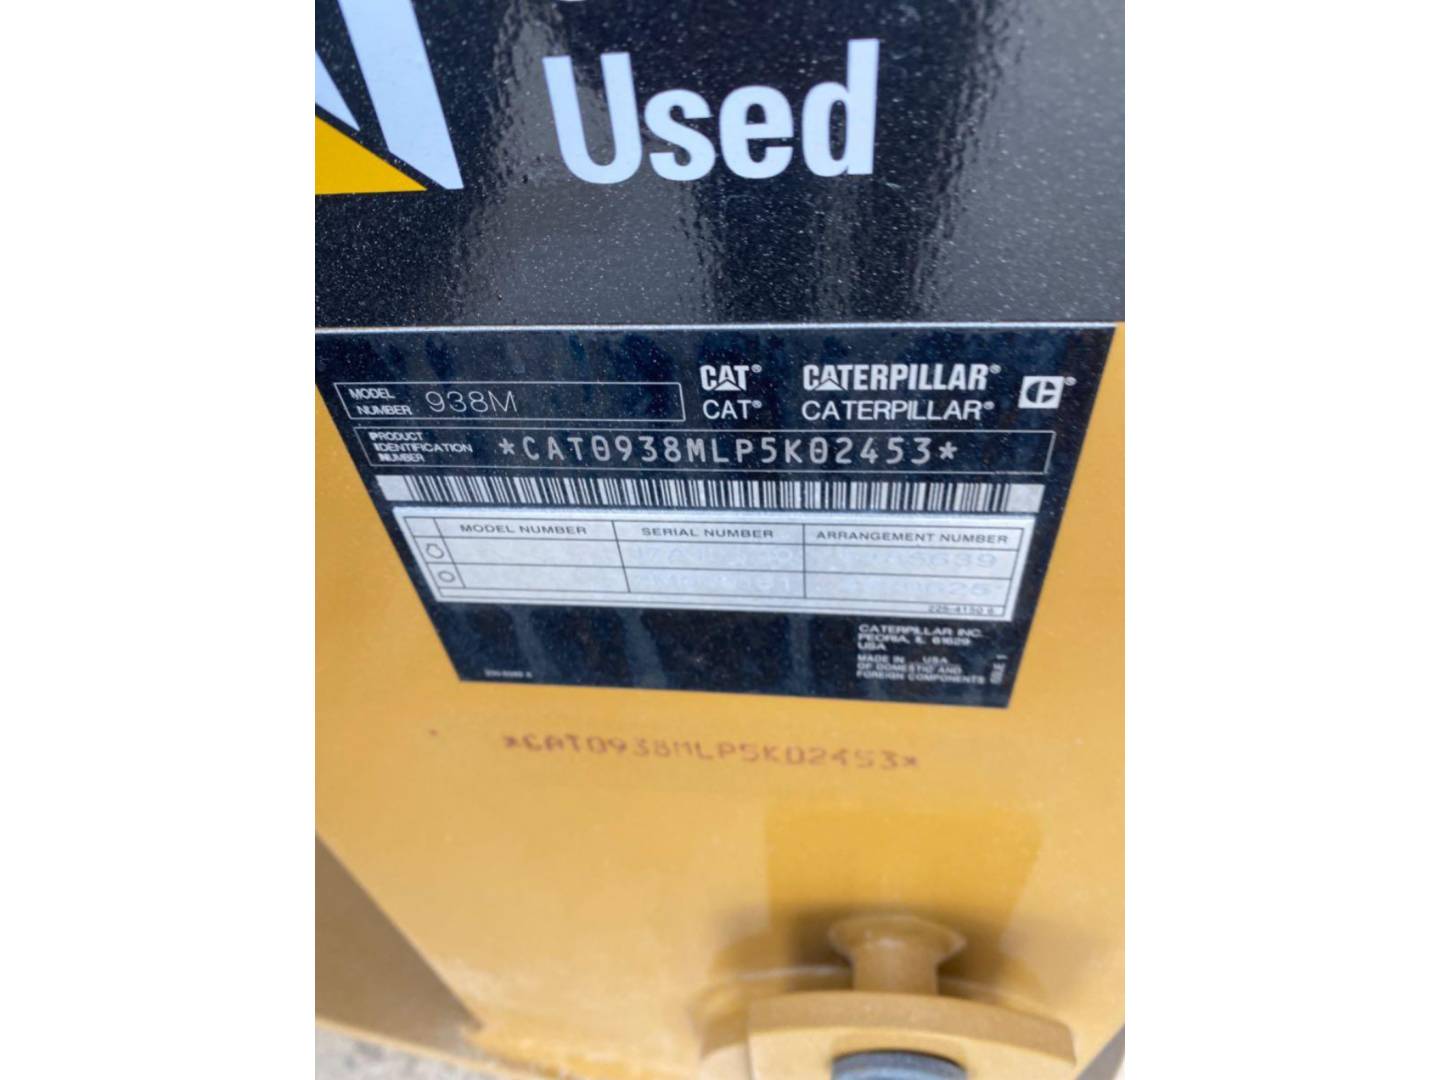 Used
CAT® CATERPILLAR®
MODEL NUMBER 938M
CAT® CATERPILLAR®
PRODUCT IDENTIFICATION NUMBER *CAT0938MLP5K02453*
MODEL NUMBER SERIAL NUMBER ARRANGEMENT NUMBER
CATERPILLAR INC.
PEORIA, IL 61629
USA
MADE IN USA
OF DOMESTIC AND
FOREIGN COMPONENTS
*CAT0938MLP5K02453*